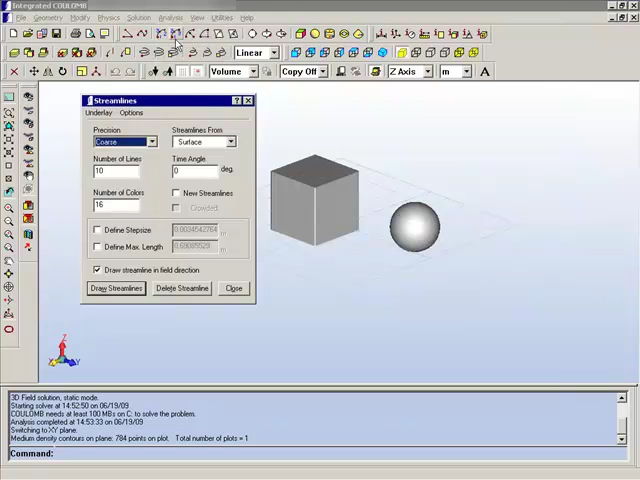 Integrated COULOMB
File Geometry Modify Physics Solution Analysis View Utilities Help
Linear
Volume Copy Off Z Axis m A
Streamlines
Underlay Options
Precision Streamlines From
Coarse Surface
Number of Lines Time Angle
10 0 deg.
Number of Colors New Streamlines
16 Crowded
Define Stepsize 0.0034542764 m
Define Max. Length 0.69085529 m
Draw streamline in field direction
Draw Streamlines Delete Streamline Close
Z
X Y
3D Field solution, static mode.
Starting solver at 14:52:50 on 06/19/09
COULOMB needs at least 100 MBs on C: to solve the problem.
Analysis completed at 14:53:33 on 06/19/09
Switching to XY plane.
Medium density contours on plane: 784 points on plot. Total number of plots = 1
Command: